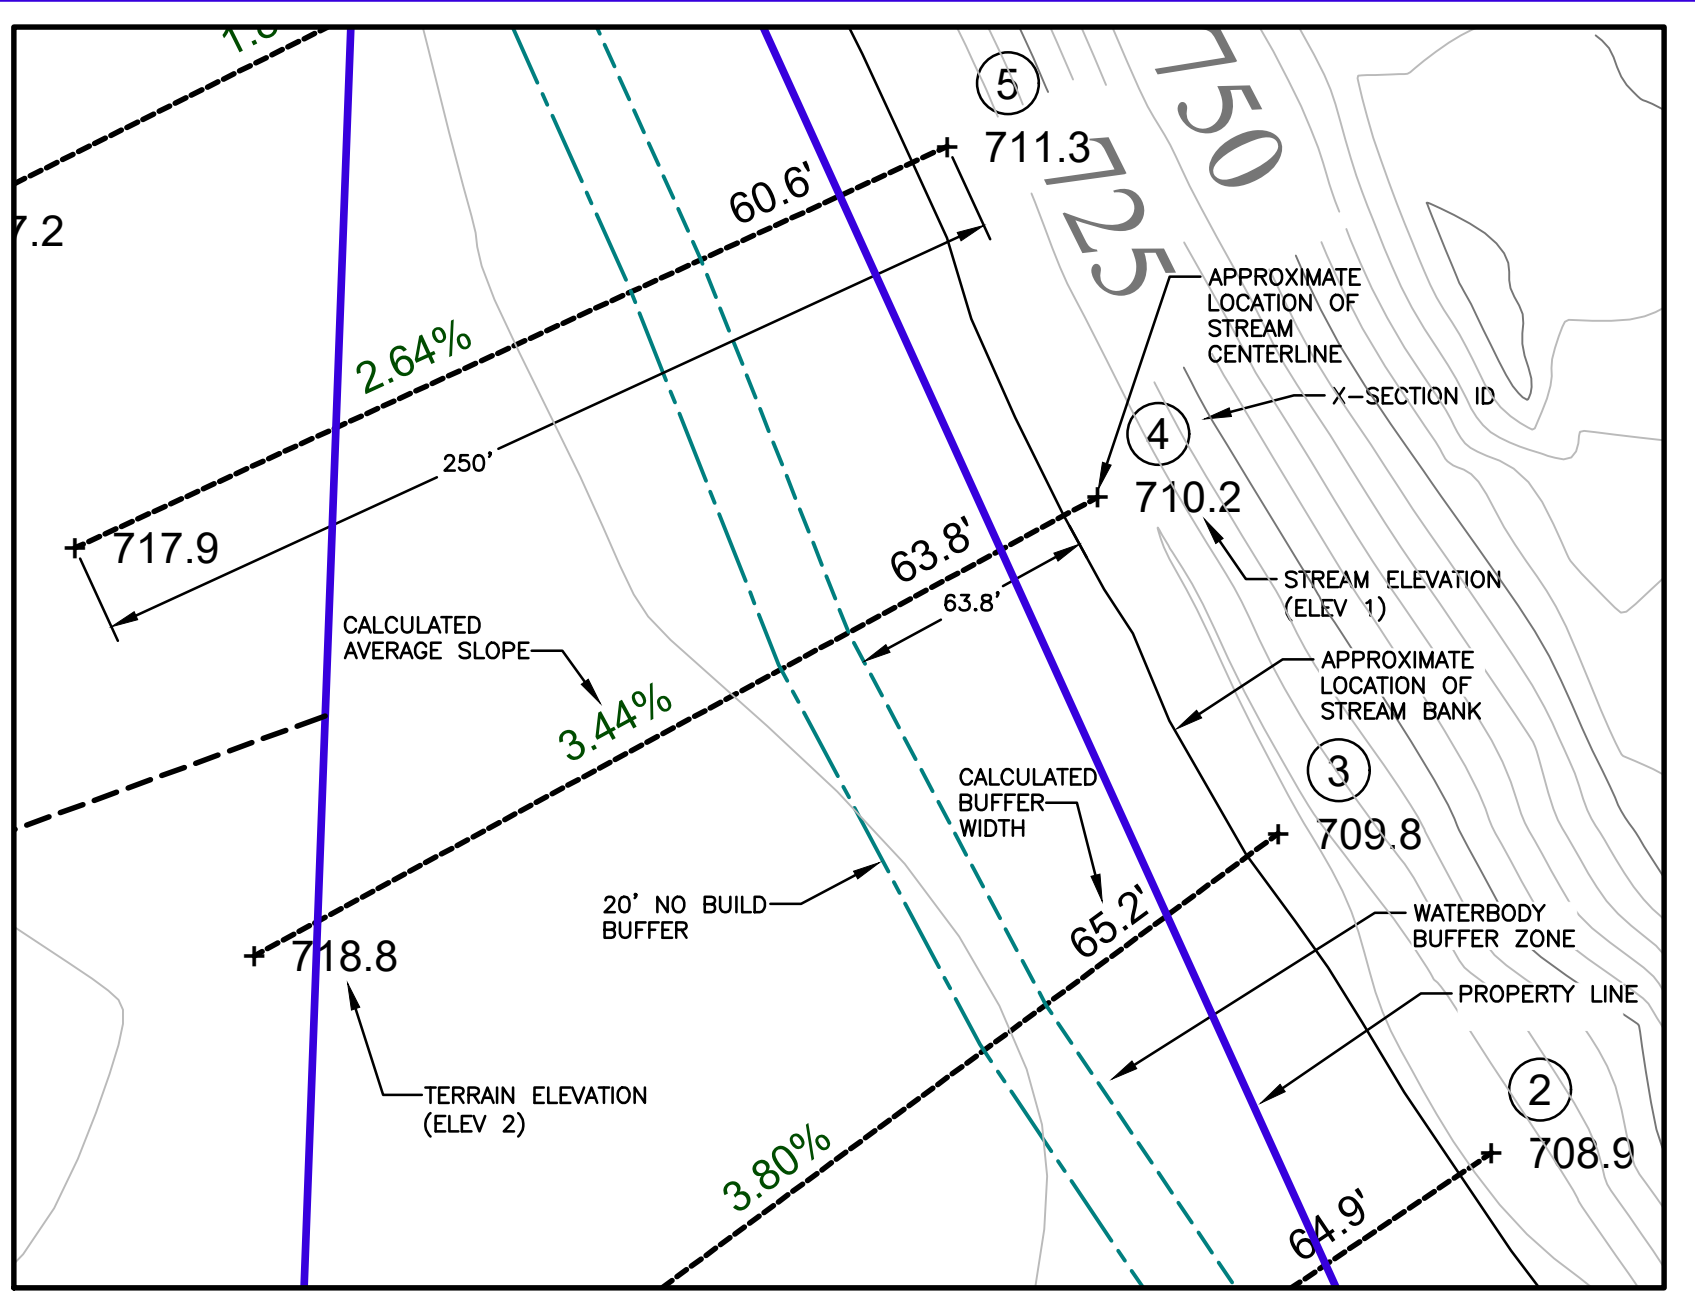 5
750
711.3
725
60.6'
7.2
APPROXIMATE
LOCATION OF
STREAM
CENTERLINE
2.64%
X-SECTION ID
4
250'
710.2
717.9
63.8'
STREAM ELEVATION
(ELEV 1)
63.8'
CALCULATED
AVERAGE SLOPE
APPROXIMATE
LOCATION OF
STREAM BANK
3.44%
3
CALCULATED
BUFFER
WIDTH
709.8
20' NO BUILD
BUFFER
65.2'
WATERBODY
BUFFER ZONE
718.8
PROPERTY LINE
TERRAIN ELEVATION
(ELEV 2)
2
3.80%
708.9
64.9'